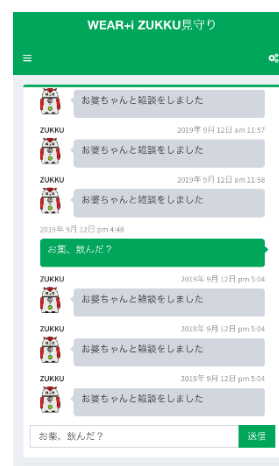 WEAR+i ZUKKU見守り
お婆ちゃんと雑談をしました
ZUKKU 2019年 9月 12日 am 11:57
お婆ちゃんと雑談をしました
ZUKKU 2019年 9月 12日 am 11:58
お婆ちゃんと雑談をしました
2019年 9月 12日 pm 4:48
お薬、飲んだ？
ZUKKU 2019年 9月 12日 pm 5:04
お婆ちゃんと雑談をしました
ZUKKU 2019年 9月 12日 pm 5:04
お婆ちゃんと雑談をしました
ZUKKU 2019年 9月 12日 pm 5:04
お婆ちゃんと雑談をしました
お薬、飲んだ？ 送信